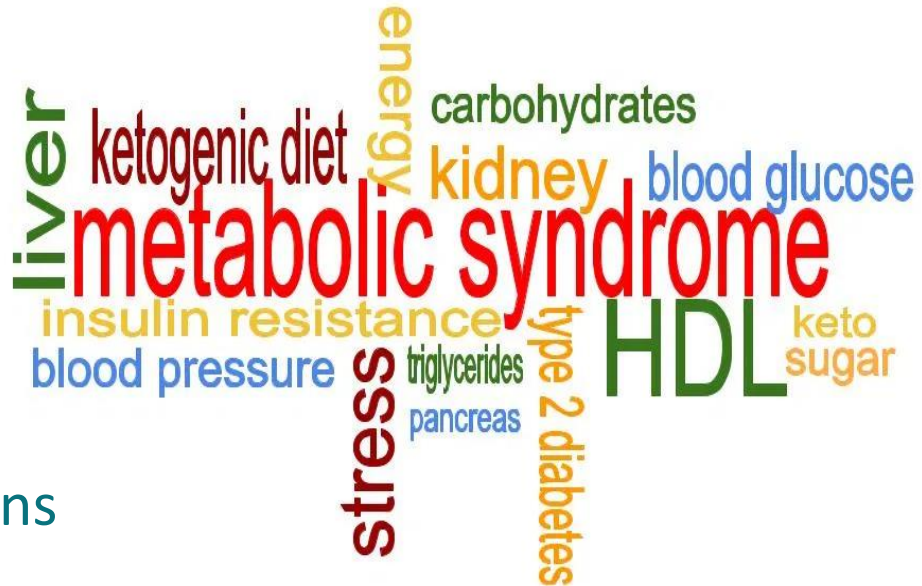 energy
carbohydrates
liver
ketogenic diet
kidney
blood glucose
metabolic syndrome
insulin resistance
type 2 diabetes
HDL
keto
sugar
blood pressure
stress
triglycerides
pancreas
ns